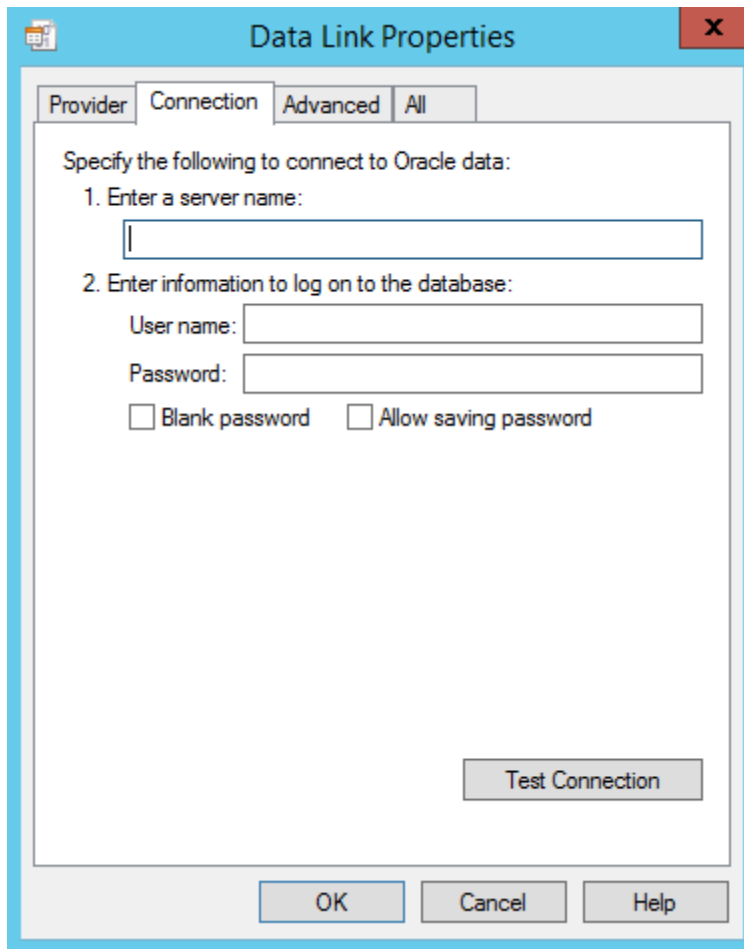 Data Link Properties
x
Provider Connection Advanced All
Specify the following to connect to Oracle data:
1. Enter a server name:
2. Enter information to log on to the database:
User name:
Password:
Blank password Allow saving password
Test Connection
OK Cancel Help